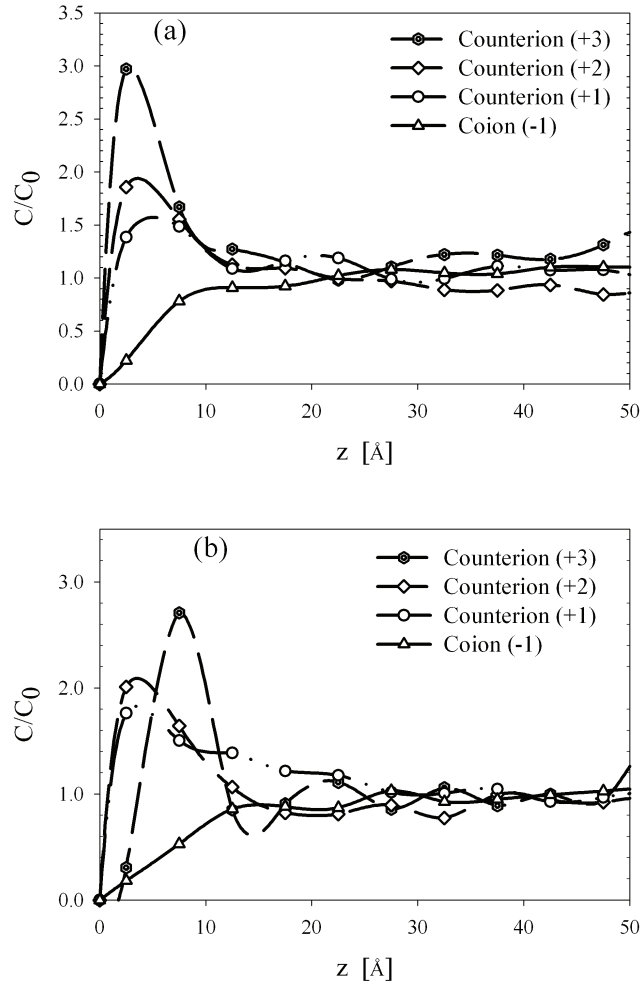 (a)
Counterion (+3)
Counterion (+2)
Counterion (+1)
Coion (-1)
C/C0
3.5
3.0
2.5
2.0
1.5
1.0
0.5
0.0
0 10 20 30 40 50
z [Å]
(b)
Counterion (+3)
Counterion (+2)
Counterion (+1)
Coion (-1)
C/C0
3.0
2.0
1.0
0.0
0 10 20 30 40 50
z [Å]